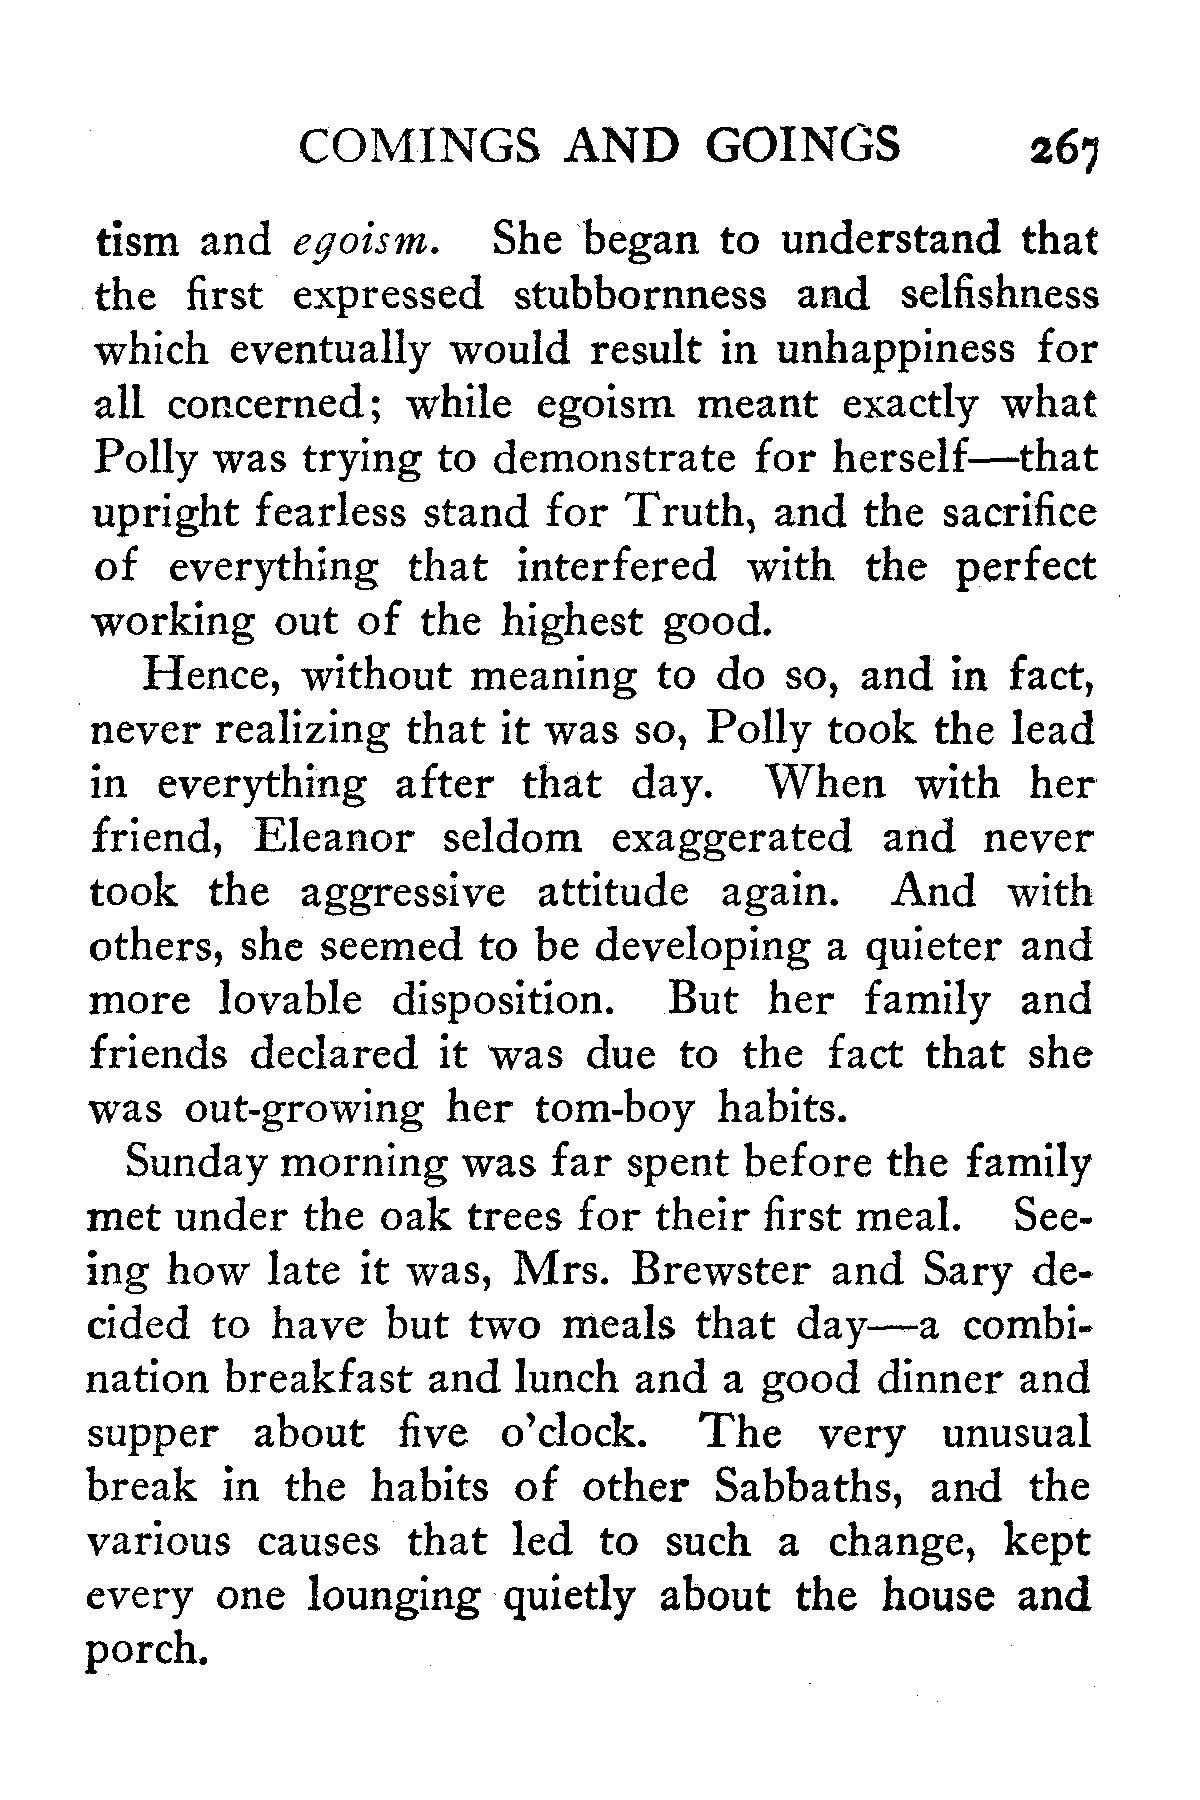 COMINGS AND GOINGS 267
tism and egoism. She began to understand that
the first expressed stubbornness and selfishness
which eventually would result in unhappiness for
all concerned; while egoism meant exactly what
Polly was trying to demonstrate for herself—that
upright fearless stand for Truth, and the sacrifice
of everything that interfered with the perfect
working out of the highest good.
Hence, without meaning to do so, and in fact,
never realizing that it was so, Polly took the lead
in everything after that day. When with her
friend, Eleanor seldom exaggerated and never
took the aggressive attitude again. And with
others, she seemed to be developing a quieter and
more lovable disposition. But her family and
friends declared it was due to the fact that she
was out-growing her tom-boy habits.
Sunday morning was far spent before the family
met under the oak trees for their first meal. See-
ing how late it was, Mrs. Brewster and Sary de-
cided to have but two meals that day—a combi-
nation breakfast and lunch and a good dinner and
supper about five o'clock. The very unusual
break in the habits of other Sabbaths, and the
various causes that led to such a change, kept
every one lounging quietly about the house and
porch.